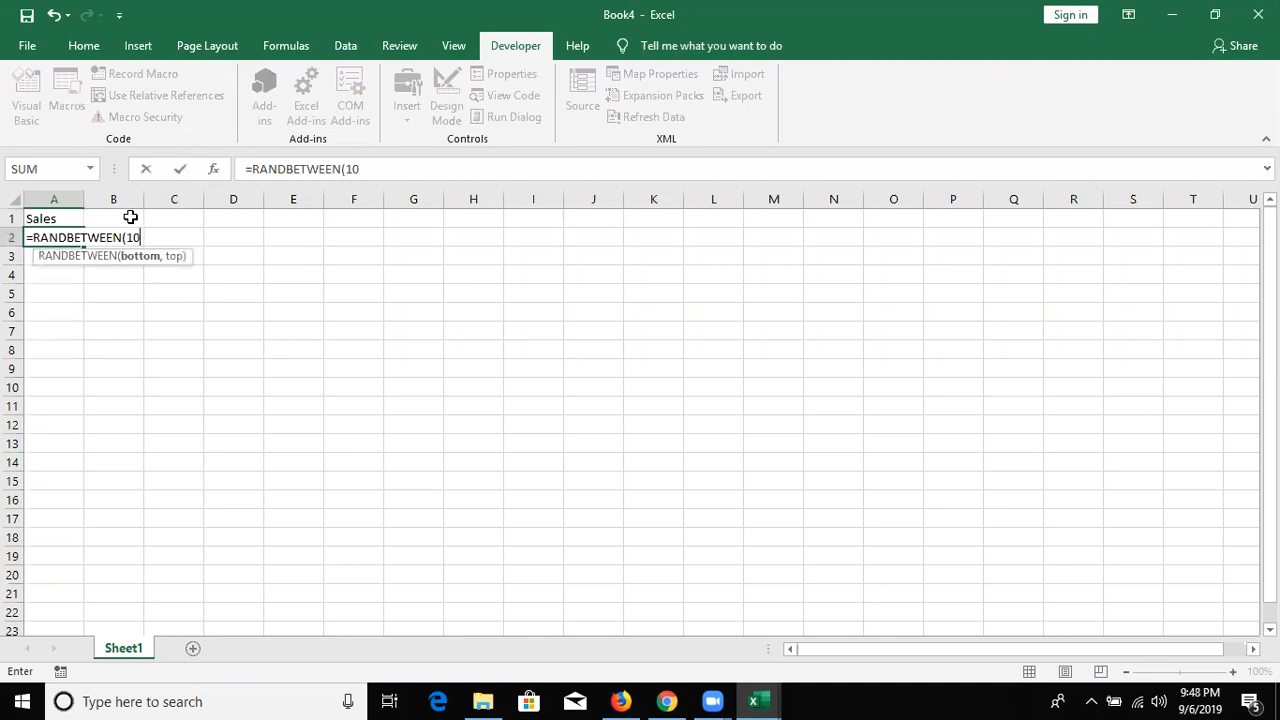 Book4 - Excel
Sign in
File Home Insert Page Layout Formulas Data Review View Developer Help Tell me what you want to do Share
Visual Basic
Macros
Record Macro
Use Relative References
Macro Security
Code
Add-ins
Excel Add-ins
COM Add-ins
Add-ins
Insert
Design Mode
Properties
View Code
Run Dialog
Controls
Source
Map Properties
Expansion Packs
Refresh Data
Import
Export
XML
SUM
fx
=RANDBETWEEN(10
A B C D E F G H I J K L M N O P Q R S T U
1 Sales
2 =RANDBETWEEN(10
RANDBETWEEN(bottom, top)
3
4
5
6
7
8
9
10
11
12
13
14
15
16
17
18
19
20
21
22
23
Sheet1
Enter
100%
Type here to search
9:48 PM
9/6/2019
5